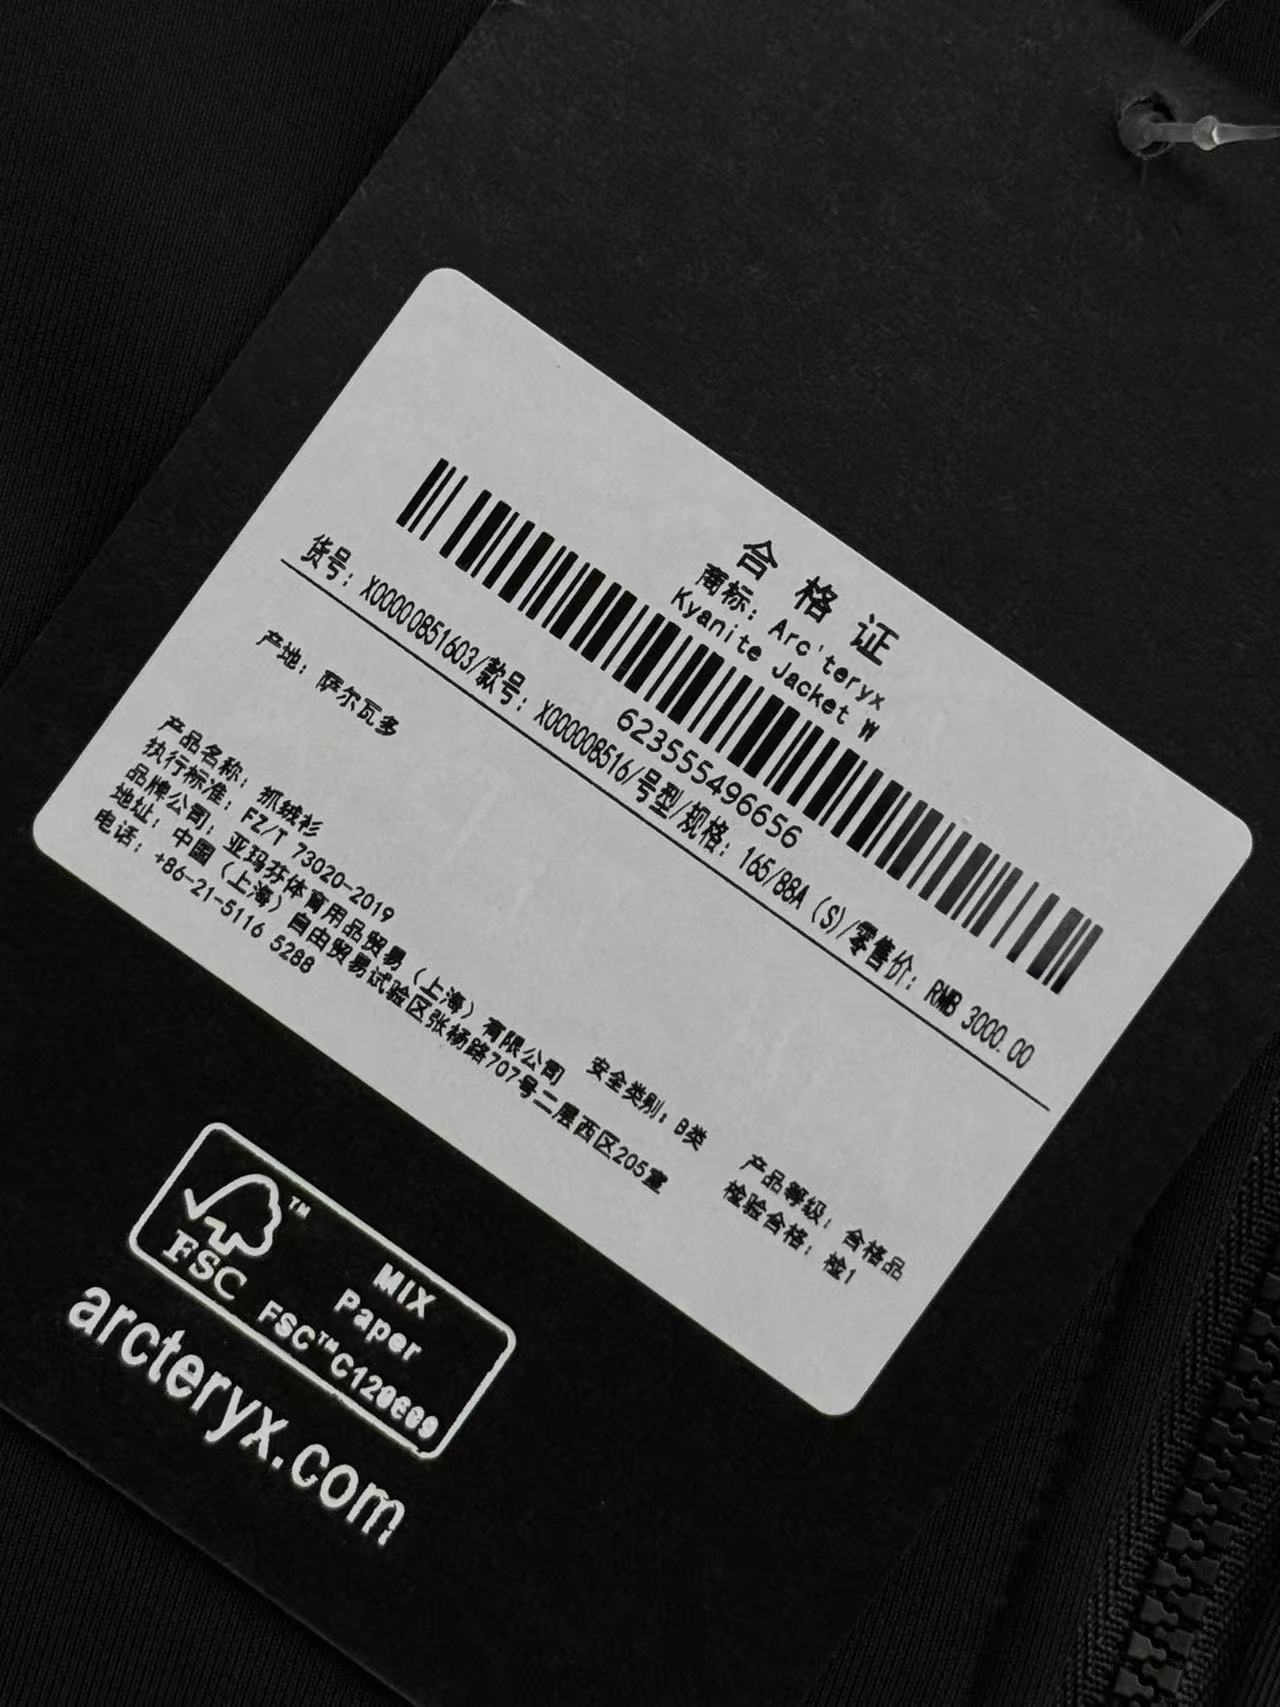 合格证
商标：Arc'teryx
Kyanite Jacket W
623555496656
货号：X00000851603/款号：X000008516/号型/规格：165/88A (S)/零售价：RMB 3000.00
产地：萨尔瓦多
产品名称：抓绒衫
执行标准：FZ/T 73020-2019
品牌公司：亚玛芬体育用品贸易（上海）有限公司 安全类别：B类 产品等级：合格品
地址：中国（上海）自由贸易试验区张杨路707号二层西区205室 检验合格：检1
电话：+86-21-5116 5288
FSC™
MIX
Paper
FSC™ C120609
arcteryx.com